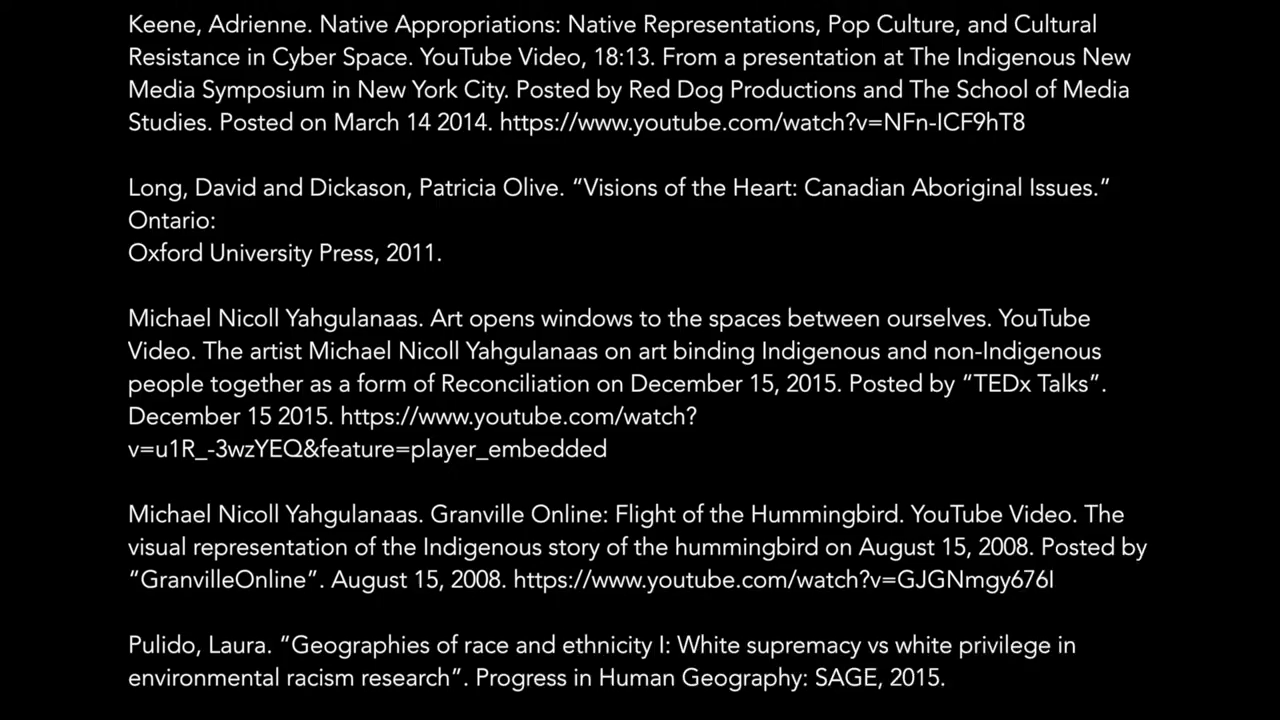 Keene, Adrienne. Native Appropriations: Native Representations, Pop Culture, and Cultural
Resistance in Cyber Space. YouTube Video, 18:13. From a presentation at The Indigenous New
Media Symposium in New York City. Posted by Red Dog Productions and The School of Media
Studies. Posted on March 14 2014. https://www.youtube.com/watch?v=NFn-ICF9hT8
Long, David and Dickason, Patricia Olive. “Visions of the Heart: Canadian Aboriginal Issues.”
Ontario:
Oxford University Press, 2011.
Michael Nicoll Yahgulanaas. Art opens windows to the spaces between ourselves. YouTube
Video. The artist Michael Nicoll Yahgulanaas on art binding Indigenous and non-Indigenous
people together as a form of Reconciliation on December 15, 2015. Posted by “TEDx Talks”.
December 15 2015. https://www.youtube.com/watch?
v=u1R_-3wzYEQ&feature=player_embedded
Michael Nicoll Yahgulanaas. Granville Online: Flight of the Hummingbird. YouTube Video. The
visual representation of the Indigenous story of the hummingbird on August 15, 2008. Posted by
“GranvilleOnline”. August 15, 2008. https://www.youtube.com/watch?v=GJGNmgy676I
Pulido, Laura. “Geographies of race and ethnicity I: White supremacy vs white privilege in
environmental racism research”. Progress in Human Geography: SAGE, 2015.